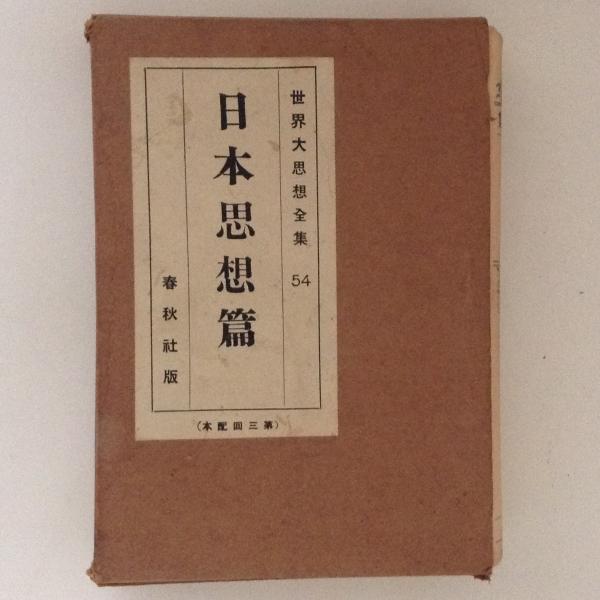 世界大思想全集 54
日本思想篇
春秋社版
(第三回配本)